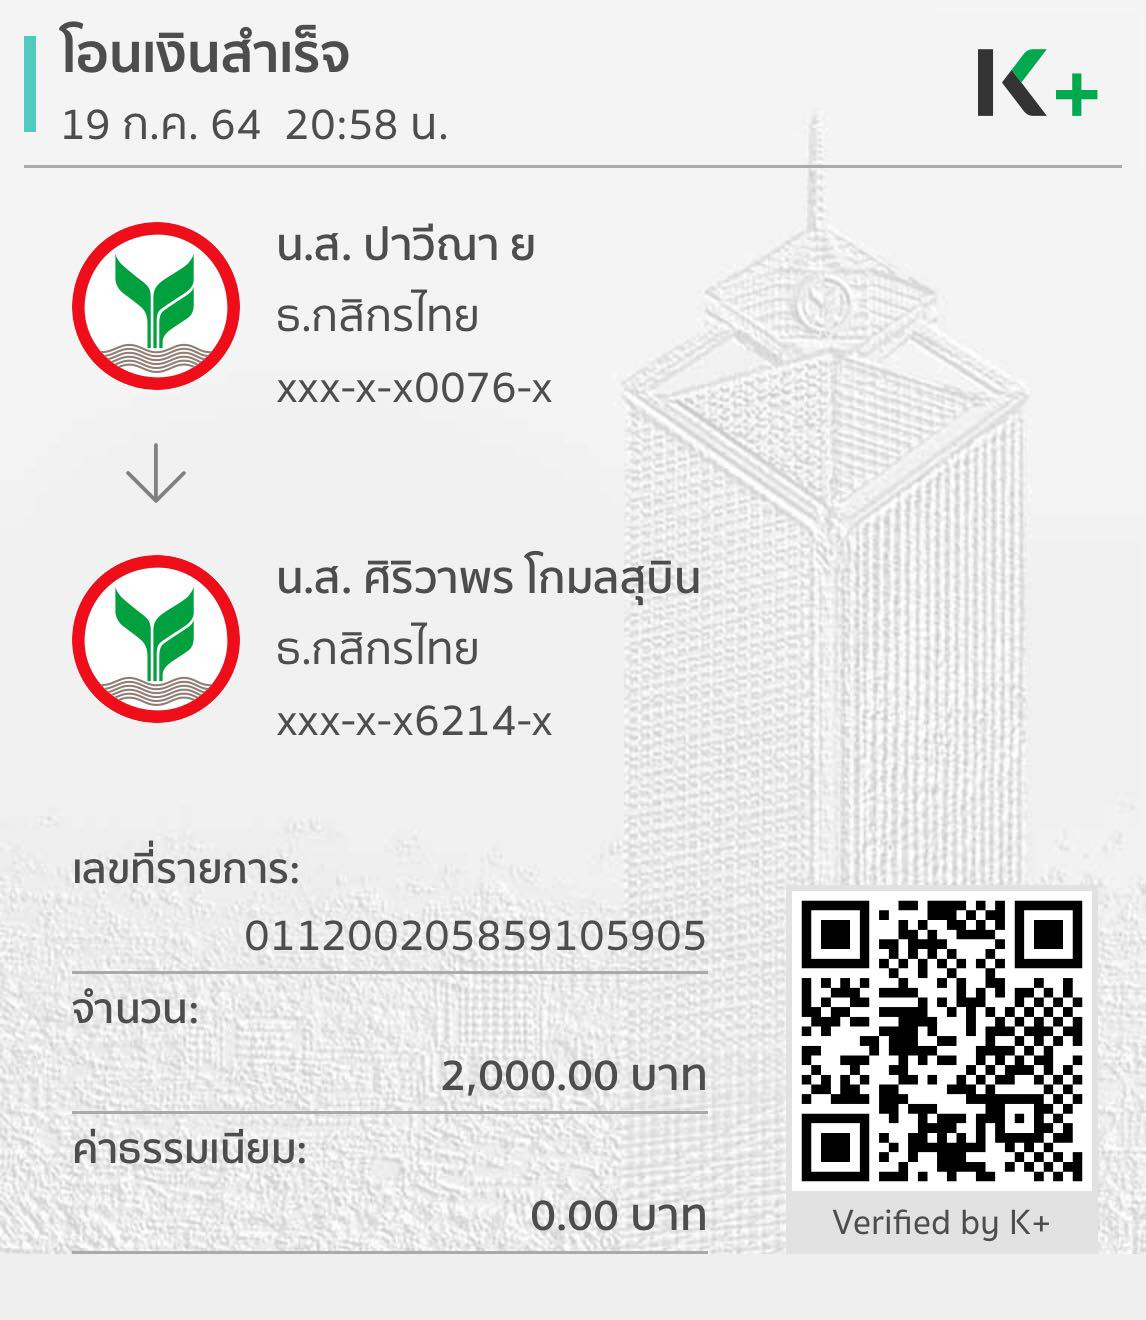 โอนเงินสำเร็จ
19 ก.ค. 64 20:58 น.
K+
น.ส. ปาวีณา ย
ธ.กสิกรไทย
xxx-x-x0076-x
น.ส. ศิริวาพร โกมลสุบิน
ธ.กสิกรไทย
xxx-x-x6214-x
เลขที่รายการ:
011200205859105905
จำนวน:
2,000.00 บาท
ค่าธรรมเนียม:
0.00 บาท
Verified by K+